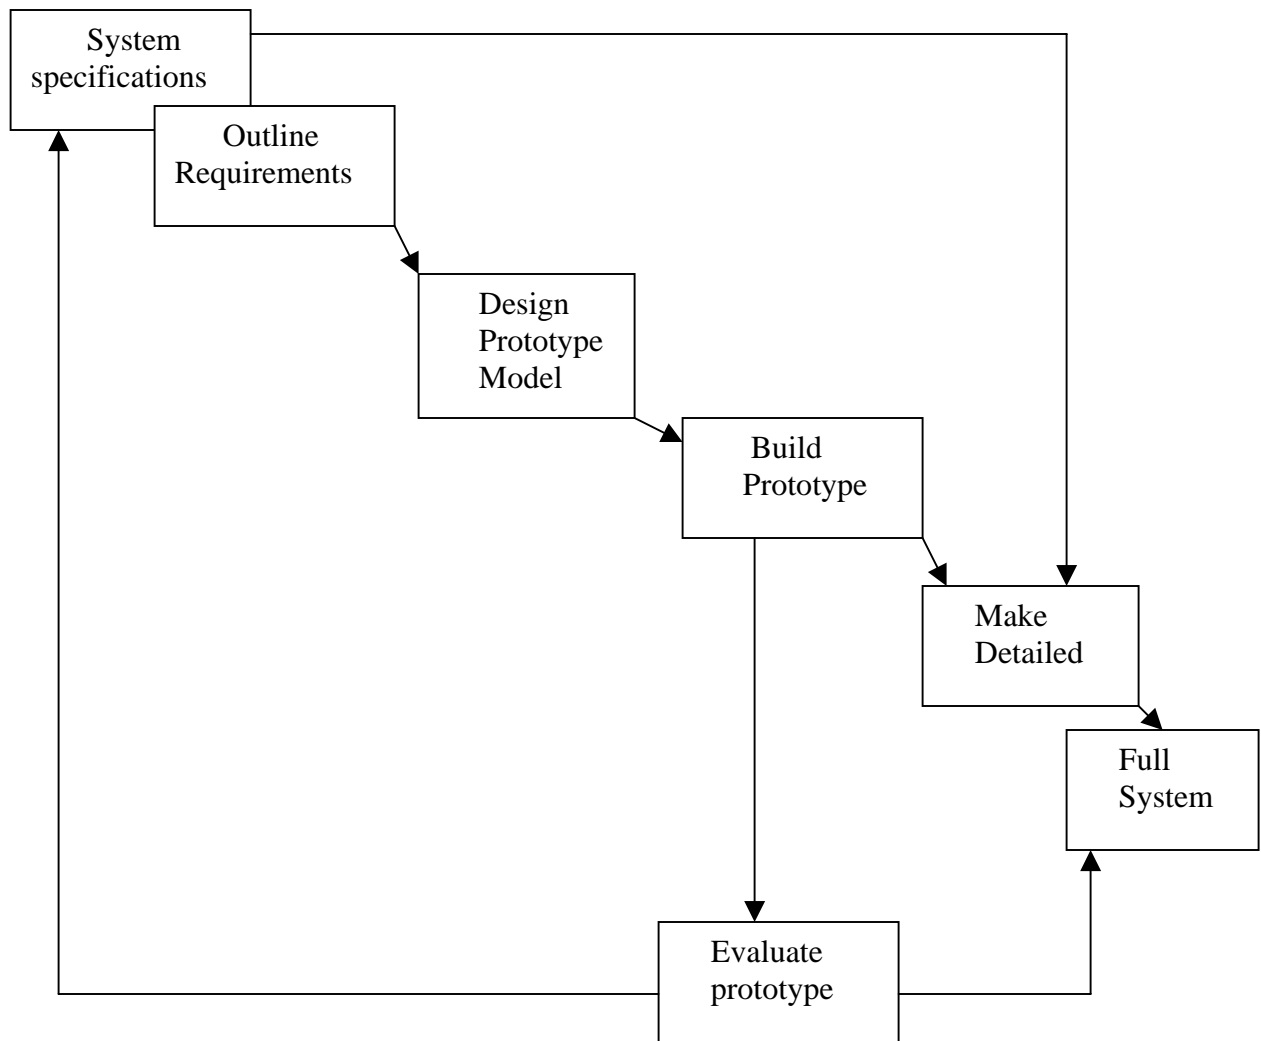 System
specifications
Outline
Requirements
Design
Prototype
Model
Build
Prototype
Make
Detailed
Full
System
Evaluate
prototype